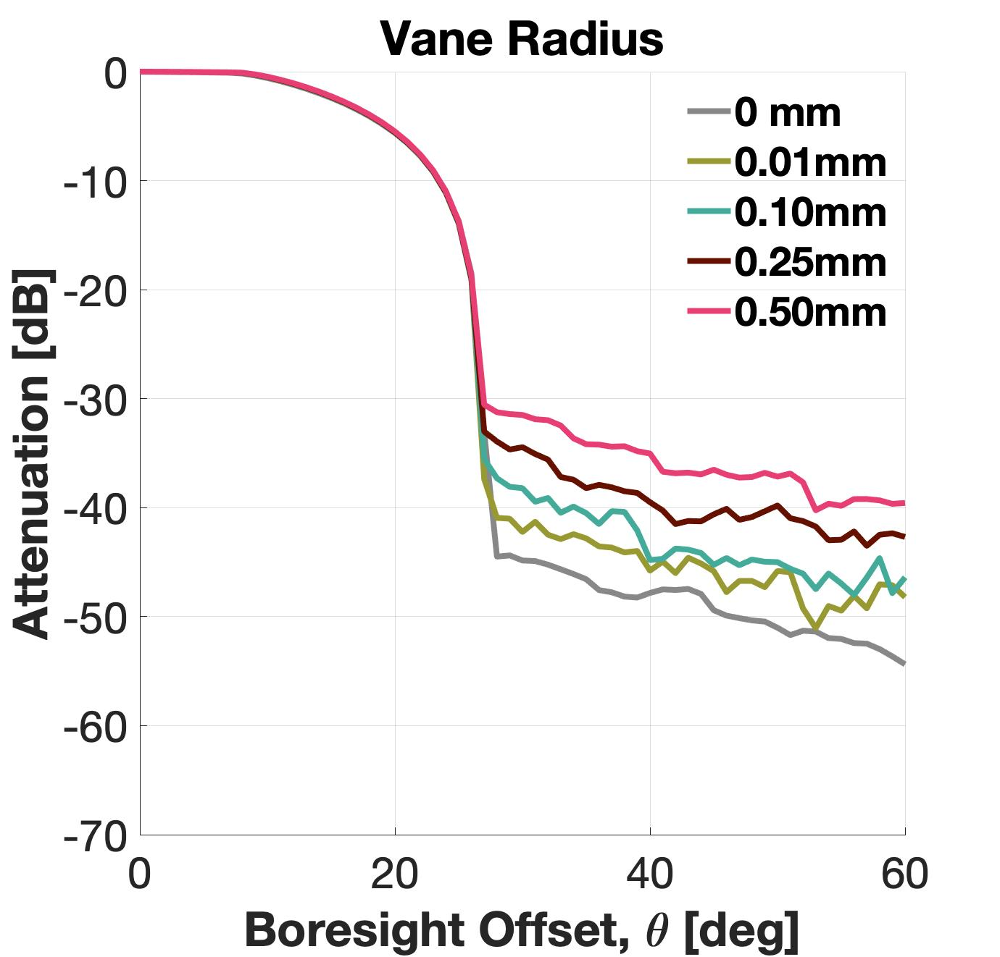 Vane Radius
0
-10
-20
-30
-40
-50
-60
-70
Attenuation [dB]
0 mm
0.01mm
0.10mm
0.25mm
0.50mm
0
20
40
60
Boresight Offset, θ [deg]